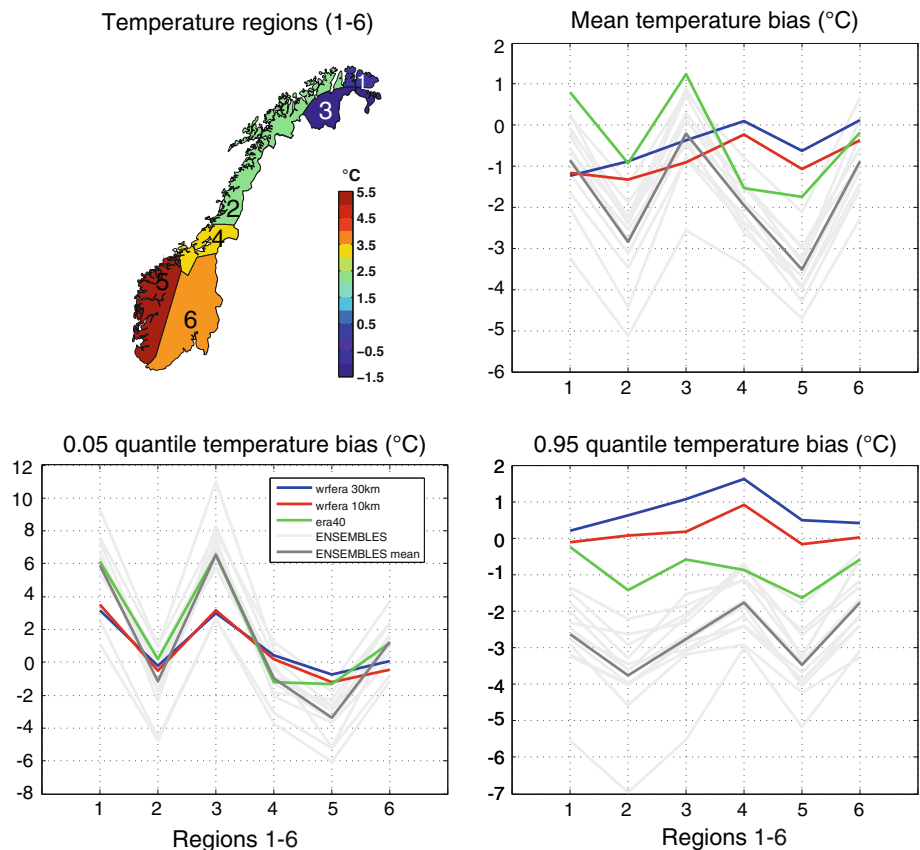 Temperature regions (1-6)
1
3
2
4
5
6
°C
5.5
4.5
3.5
2.5
1.5
0.5
−0.5
−1.5
Mean temperature bias (°C)
2
1
0
-1
-2
-3
-4
-5
-6
1 2 3 4 5 6
0.05 quantile temperature bias (°C)
12
10
8
6
4
2
0
-2
-4
-6
-8
wrfera 30km
wrfera 10km
era40
ENSEMBLES
ENSEMBLES mean
1 2 3 4 5 6
Regions 1-6
0.95 quantile temperature bias (°C)
2
1
0
-1
-2
-3
-4
-5
-6
-7
1 2 3 4 5 6
Regions 1-6